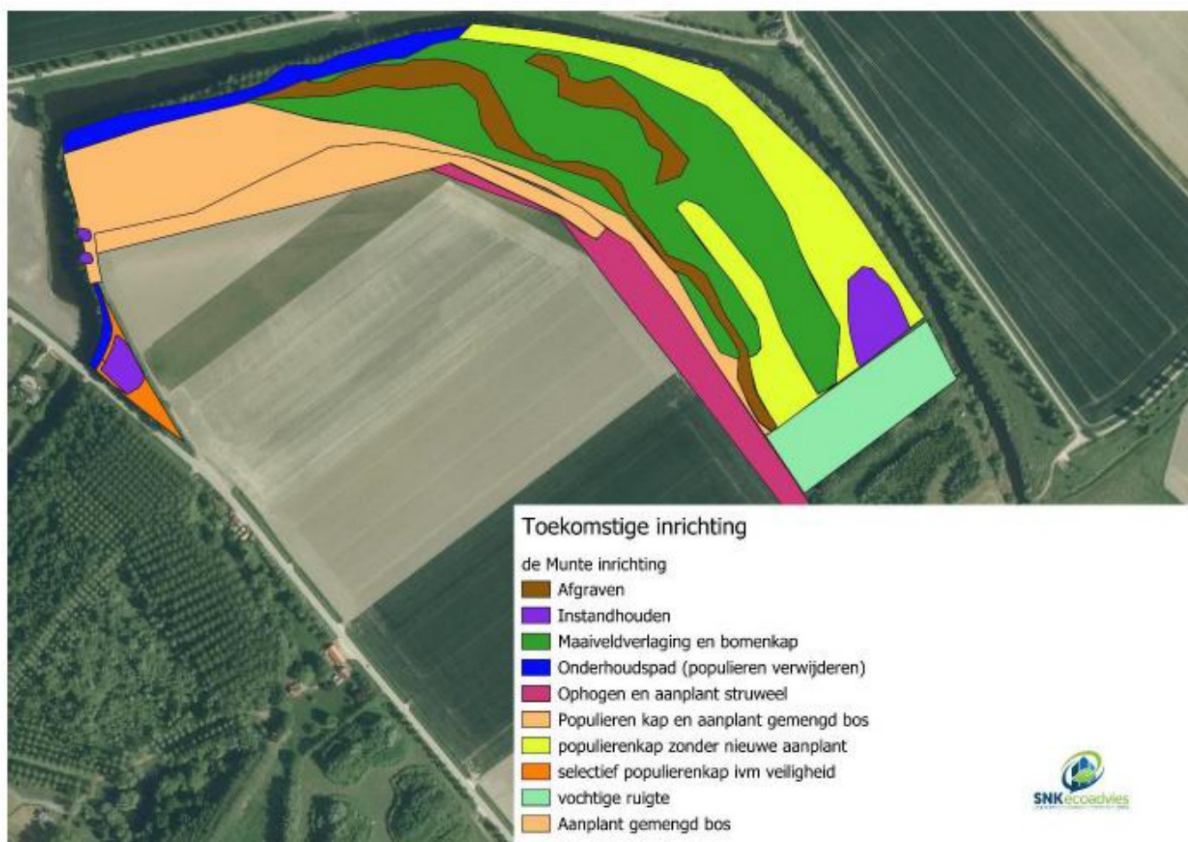 Toekomstige inrichting
de Munte inrichting
Afgraven
Instandhouden
Maaiveldverlaging en bomenkap
Onderhoudspad (populieren verwijderen)
Ophogen en aanplant struweel
Populieren kap en aanplant gemengd bos
populierenkap zonder nieuwe aanplant
selectief populierenkap ivm veiligheid
vochtige ruigte
Aanplant gemengd bos
SNKecoadvies